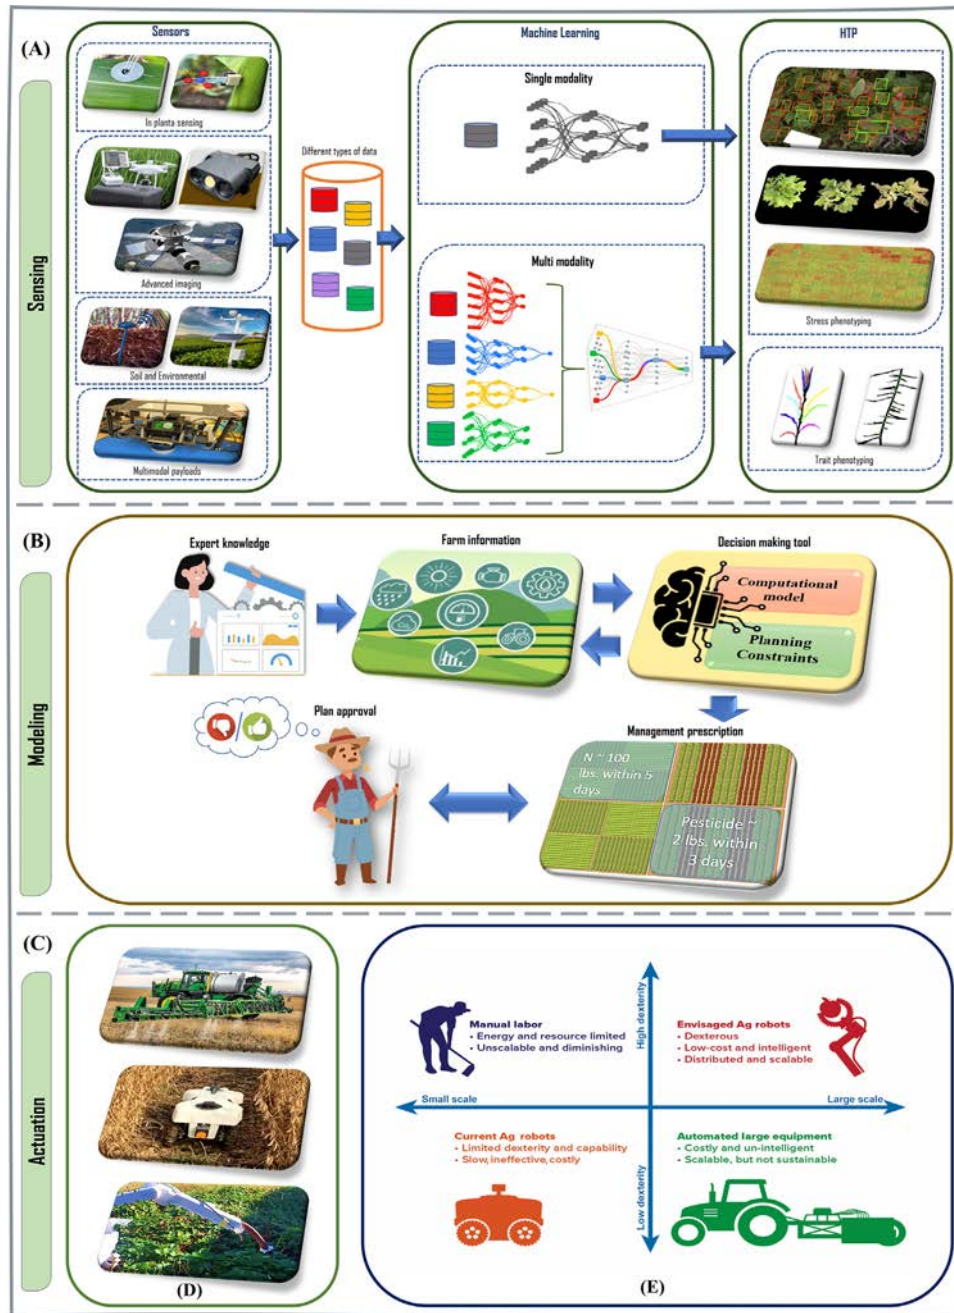 (A)
Sensing
Sensors
In planta sensing
Advanced imaging
Soil and Environmental
Multimodal payloads
Different types of data
Machine Learning
Single modality
Multi modality
HTP
Stress phenotyping
Trait phenotyping
(B)
Modeling
Expert knowledge
Farm information
Decision making tool
Computational
model
Planning
Constraints
Plan approval
Management prescription
N ~ 100
lbs. within 5
days
Pesticide ~
2 lbs. within
3 days
(C)
Actuation
(D)
High dexterity
Low dexterity
Small scale
Large scale
Manual labor
• Energy and resource limited
• Unscalable and diminishing
Envisaged Ag robots
• Dexterous
• Low-cost and intelligent
• Distributed and scalable
Current Ag robots
• Limited dexterity and capability
• Slow, ineffective, costly
Automated large equipment
• Costly and un-intelligent
• Scalable, but not sustainable
(E)